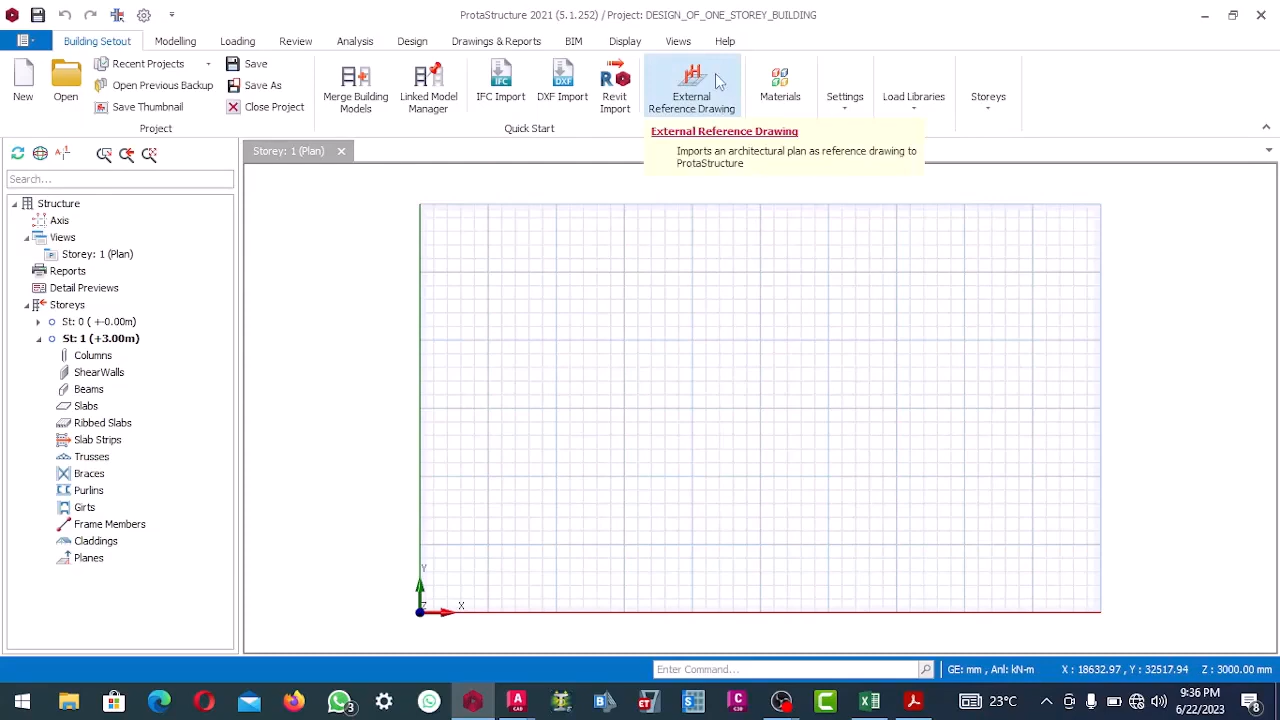 ProtaStructure 2021 (5.1.252) / Project: DESIGN_OF_ONE_STOREY_BUILDING
Building Setout Modelling Loading Review Analysis Design Drawings & Reports BIM Display Views Help
New
Open
Recent Projects
Open Previous Backup
Save Thumbnail
Save
Save As
Close Project
Project
Merge Building
Models
Linked Model
Manager
IFC Import
DXF Import
Revit
Import
Quick Start
External
Reference Drawing
Materials
Settings
Load Libraries
Storeys
External Reference Drawing
Imports an architectural plan as reference drawing to
ProtaStructure
Search...
Structure
Axis
Views
Storey: 1 (Plan)
Reports
Detail Previews
Storeys
St: 0 ( +-0.00m)
St: 1 (+3.00m)
Columns
ShearWalls
Beams
Slabs
Ribbed Slabs
Slab Strips
Trusses
Braces
Purlins
Girts
Frame Members
Claddings
Planes
Storey: 1 (Plan)
Y
Z
X
Enter Command...
GE: mm , Anl: kN-m
X : 18670.97 , Y : 32517.94
Z : 3000.00 mm
3
23°C
9:36 PM
6/22/2023
8